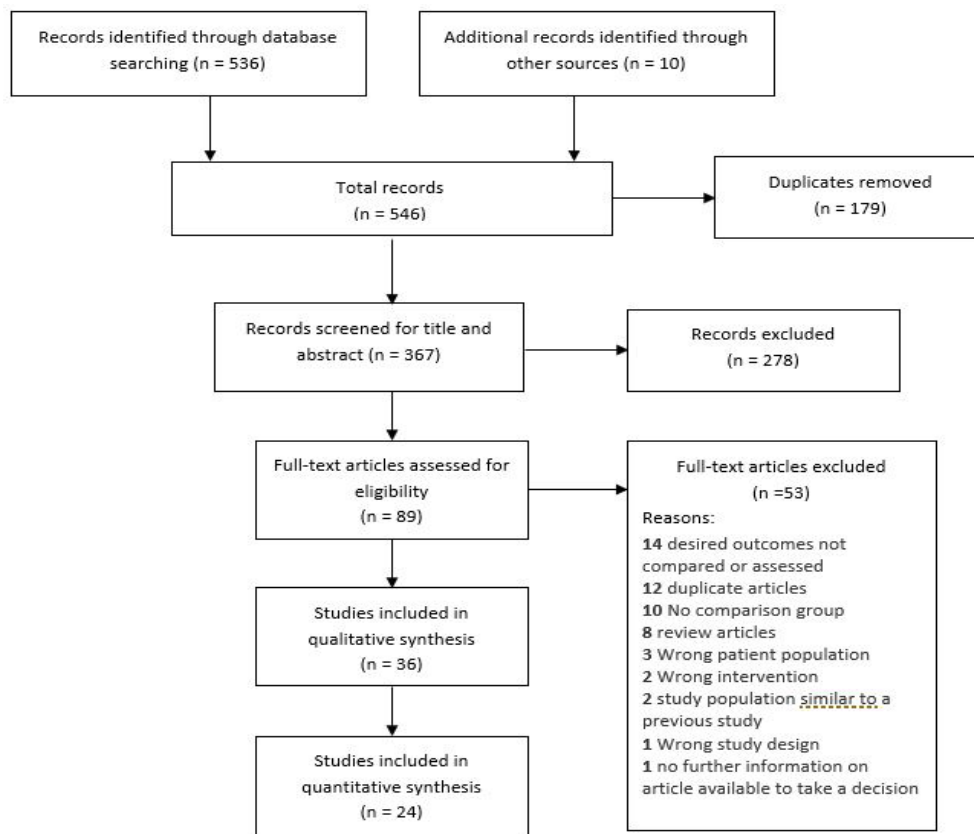 Records identified through database
searching (n = 536)
Additional records identified through
other sources (n = 10)
Total records
(n = 546)
Duplicates removed
(n = 179)
Records screened for title and
abstract (n = 367)
Records excluded
(n = 278)
Full-text articles assessed for
eligibility
(n = 89)
Full-text articles excluded
(n =53)
Reasons:
14 desired outcomes not
compared or assessed
12 duplicate articles
10 No comparison group
8 review articles
3 Wrong patient population
2 Wrong intervention
2 study population similar to a
previous study
1 Wrong study design
1 no further information on
article available to take a decision
Studies included in
qualitative synthesis
(n = 36)
Studies included in
quantitative synthesis
(n = 24)